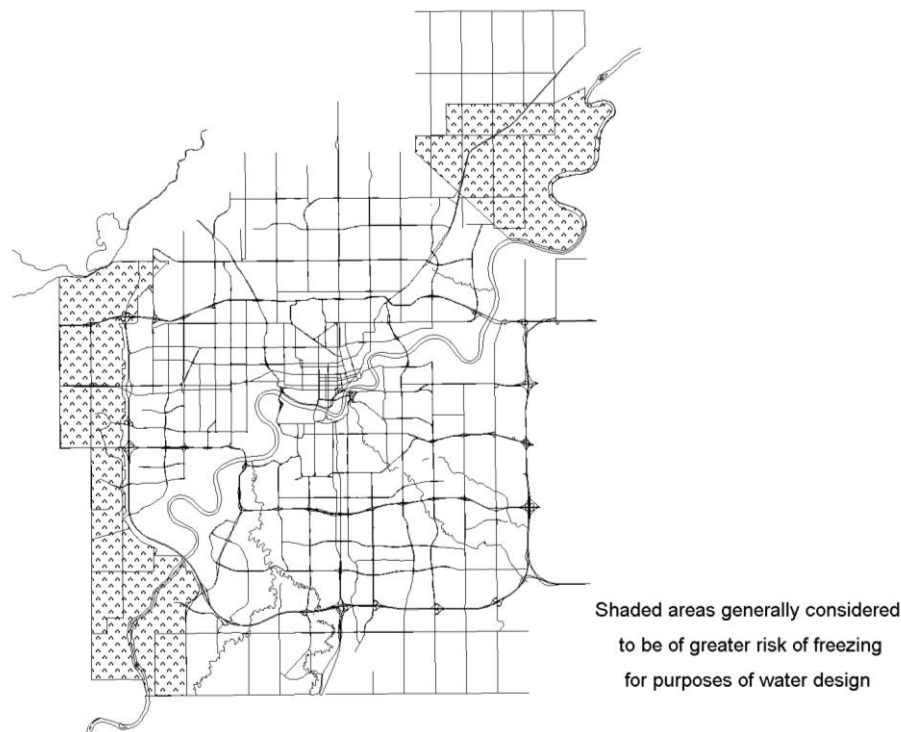 Shaded areas generally considered
to be of greater risk of freezing
for purposes of water design